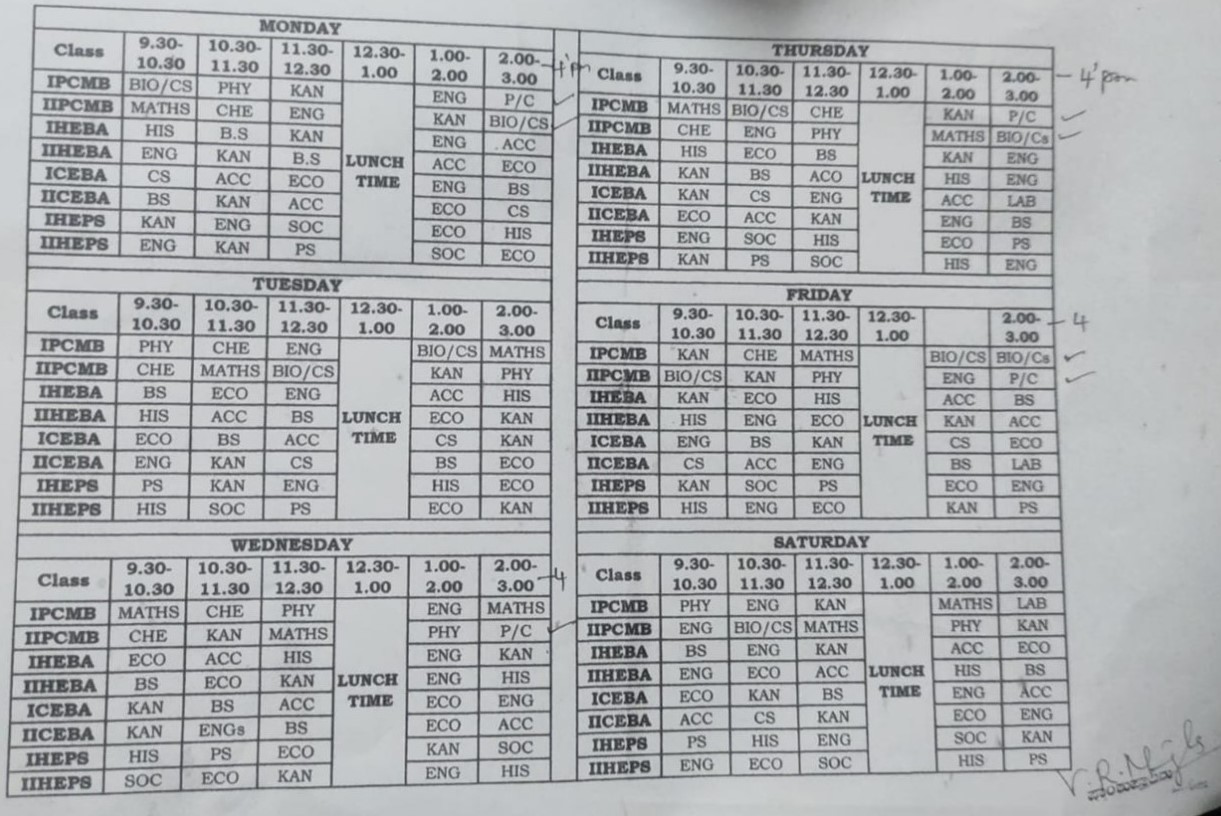 MONDAY
Class 9.30-10.30 10.30-11.30 11.30-12.30 12.30-1.00 1.00-2.00 2.00-3.00 4'pm
IPCMB BIO/CS PHY KAN ENG P/C
IIPCMB MATHS CHE ENG KAN BIO/CS
IHEBA HIS B.S KAN ENG ACC
IIHEBA ENG KAN B.S LUNCH TIME ACC ECO
ICEBA CS ACC ECO ENG BS
IICEBA BS KAN ACC ECO CS
IHEPS KAN ENG SOC ECO HIS
IIHEPS ENG KAN PS SOC ECO
TUESDAY
Class 9.30-10.30 10.30-11.30 11.30-12.30 12.30-1.00 1.00-2.00 2.00-3.00
IPCMB PHY CHE ENG BIO/CS MATHS
IIPCMB CHE MATHS BIO/CS KAN PHY
IHEBA BS ECO ENG ACC HIS
IIHEBA HIS ACC BS LUNCH TIME ECO KAN
ICEBA ECO BS ACC CS KAN
IICEBA ENG KAN CS BS ECO
IHEPS PS KAN ENG HIS ECO
IIHEPS HIS SOC PS ECO KAN
WEDNESDAY
Class 9.30-10.30 10.30-11.30 11.30-12.30 12.30-1.00 1.00-2.00 2.00-3.00 4
IPCMB MATHS CHE PHY ENG MATHS
IIPCMB CHE KAN MATHS PHY P/C
IHEBA ECO ACC HIS ENG KAN
IIHEBA BS ECO KAN LUNCH TIME ENG HIS
ICEBA KAN BS ACC ECO ENG
IICEBA KAN ENGs BS ECO ACC
IHEPS HIS PS ECO KAN SOC
IIHEPS SOC ECO KAN ENG HIS
THURSDAY
Class 9.30-10.30 10.30-11.30 11.30-12.30 12.30-1.00 1.00-2.00 2.00-3.00 4'pm
IPCMB MATHS BIO/CS CHE KAN P/C
IIPCMB CHE ENG PHY MATHS BIO/Cs
IHEBA HIS ECO BS KAN ENG
IIHEBA KAN BS ACO LUNCH TIME HIS ENG
ICEBA KAN CS ENG ACC LAB
IICEBA ECO ACC KAN ENG BS
IHEPS ENG SOC HIS ECO PS
IIHEPS KAN PS SOC HIS ENG
FRIDAY
Class 9.30-10.30 10.30-11.30 11.30-12.30 12.30-1.00 2.00-3.00 4
IPCMB KAN CHE MATHS BIO/CS BIO/Cs
IIPCMB BIO/CS KAN PHY ENG P/C
IHEBA KAN ECO HIS ACC BS
IIHEBA HIS ENG ECO LUNCH TIME KAN ACC
ICEBA ENG BS KAN CS ECO
IICEBA CS ACC ENG BS LAB
IHEPS KAN SOC PS ECO ENG
IIHEPS HIS ENG ECO KAN PS
SATURDAY
Class 9.30-10.30 10.30-11.30 11.30-12.30 12.30-1.00 1.00-2.00 2.00-3.00
IPCMB PHY ENG KAN MATHS LAB
IIPCMB ENG BIO/CS MATHS PHY KAN
IHEBA BS ENG KAN ACC ECO
IIHEBA ENG ECO ACC LUNCH TIME HIS BS
ICEBA ECO KAN BS ENG ACC
IICEBA ACC CS KAN ECO ENG
IHEPS PS HIS ENG SOC KAN
IIHEPS ENG ECO SOC HIS PS